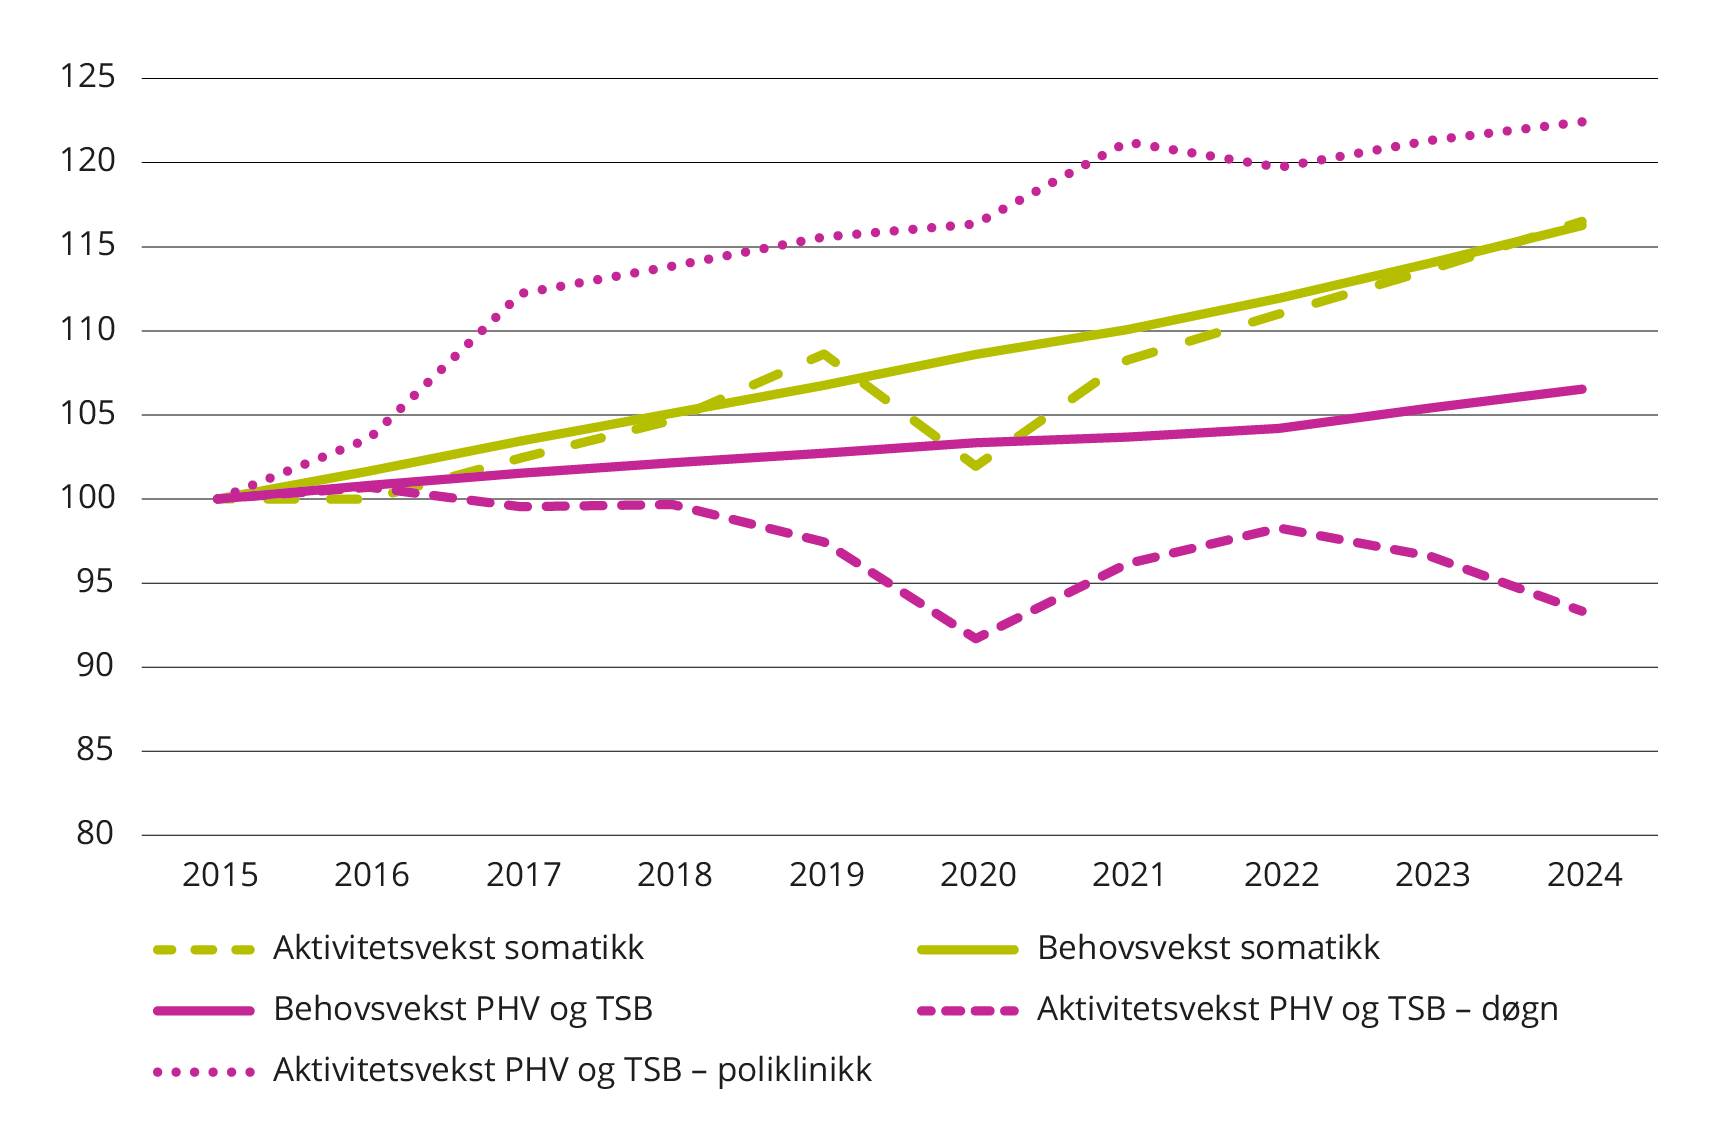 125
120
115
110
105
100
95
90
85
80
2015 2016 2017 2018 2019 2020 2021 2022 2023 2024
Aktivitetsvekst somatikk Behovsvekst somatikk
Behovsvekst PHV og TSB Aktivitetsvekst PHV og TSB – døgn
Aktivitetsvekst PHV og TSB – poliklinikk